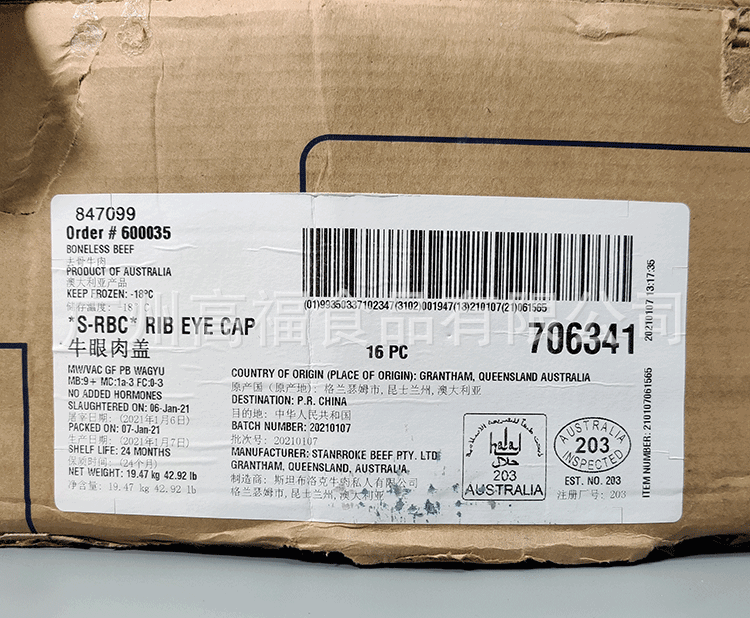 847099
Order # 600035
BONELESS BEEF
去骨牛肉
PRODUCT OF AUSTRALIA
澳大利亚产品
KEEP FROZEN: -18°C
储存温度: -18
*S-RBC* RIB EYE CAP
牛眼肉盖
MW/VAC GF PB WAGYU
MB:9+ MC:1a-3 FC:0-3
NO ADDED HORMONES
SLAUGHTERED ON: 06-Jan-21
屠宰日期: (2021年1月6日)
PACKED ON: 07-Jan-21
生产日期: (2021年1月7日)
SHELF LIFE: 24 MONTHS
保质时间: (24个月)
NET WEIGHT: 19.47 kg 42.92 lb
净含量: 19.47 kg 42.92 lb
(01)99350337102347(3102)001947(13)210107(21)061565
16 PC
706341
COUNTRY OF ORIGIN (PLACE OF ORIGIN): GRANTHAM, QUEENSLAND AUSTRALIA
原产国 (原产地): 格兰瑟姆市, 昆士兰州, 澳大利亚
DESTINATION: P.R. CHINA
目的地: 中华人民共和国
BATCH NUMBER: 20210107
批次号: 20210107
MANUFACTURER: STANBROKE BEEF PTY. LTD
GRANTHAM, QUEENSLAND, AUSTRALIA
制造商: 斯坦布洛克牛肉私人有限公司
格兰瑟姆市, 昆士兰州, 澳大利亚
halal
حلال
203
AUSTRALIA
AUSTRALIA
203
INSPECTED
EST. NO. 203
注册厂号: 203
20210107 13:17:35
ITEM NUMBER: 210107061565
州高福食品有限公司